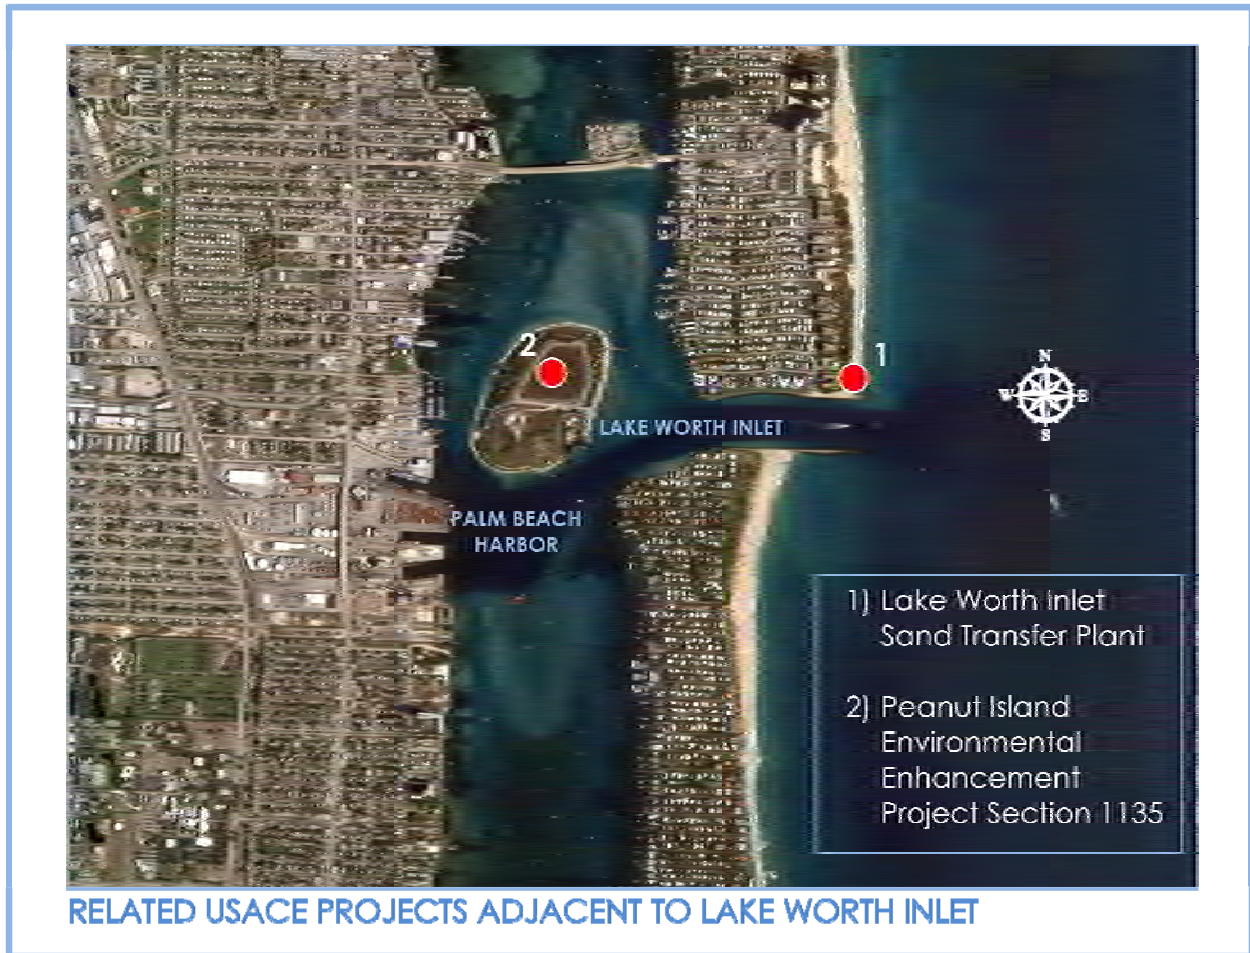 2
1
N
W E
S
LAKE WORTH INLET
PALM BEACH
HARBOR
1) Lake Worth Inlet
Sand Transfer Plant
2) Peanut Island
Environmental
Enhancement
Project Section 1135
RELATED USACE PROJECTS ADJACENT TO LAKE WORTH INLET